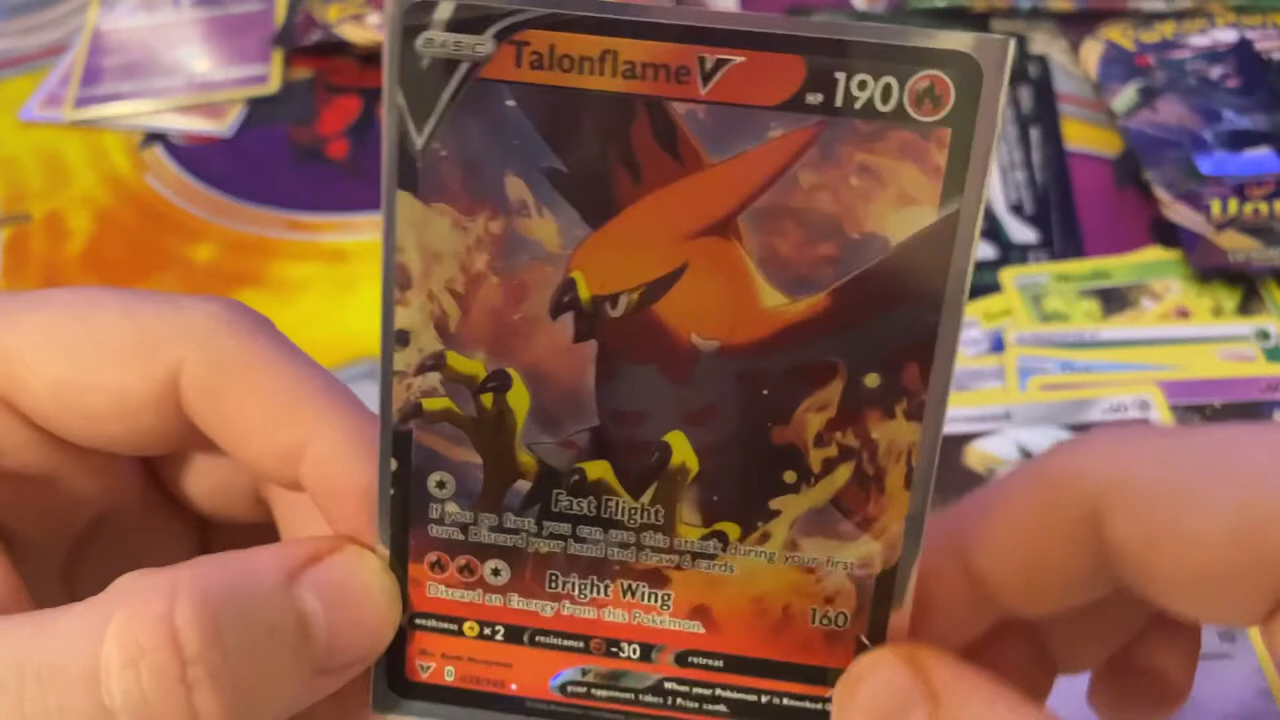 BASIC
Talonflame V
HP 190
Fast Flight
If you go first, you can use this attack during your first
turn. Discard your hand and draw 6 cards.
Bright Wing 160
Discard an Energy from this Pokémon.
weakness ×2 resistance -30 retreat
When your Pokémon V is Knocked
your opponent takes 2 Prize cards.